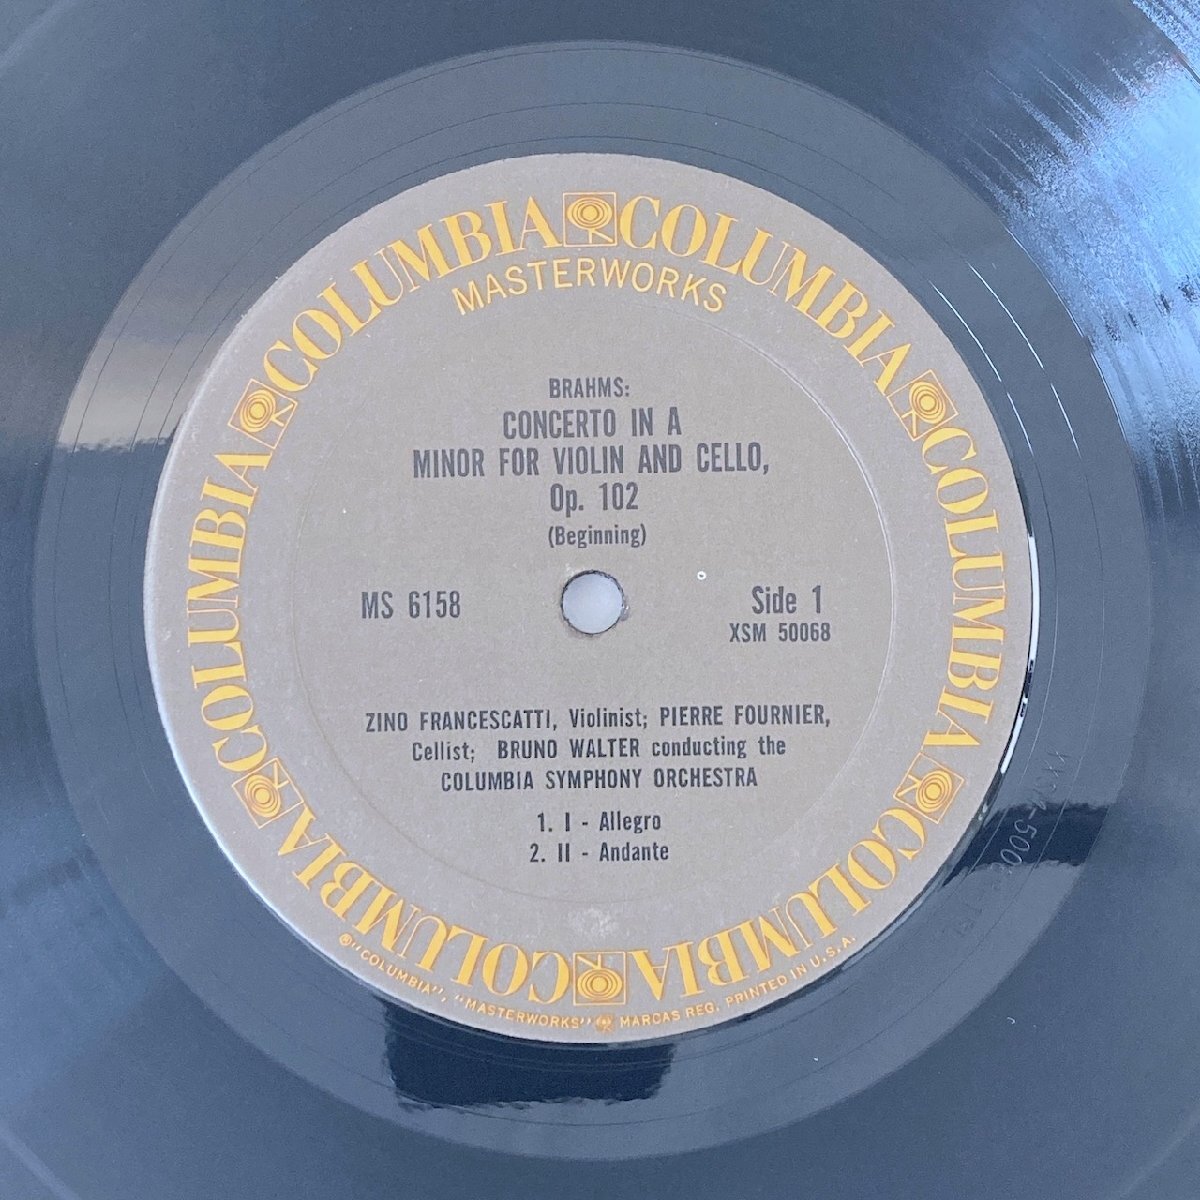 COLUMBIA COLUMBIA COLUMBIA COLUMBIA COLUMBIA COLUMBIA COLUMBIA COLUMBIA
MASTERWORKS
BRAHMS:
CONCERTO IN A
MINOR FOR VIOLIN AND CELLO,
Op. 102
(Beginning)
MS 6158
Side 1
XSM 50068
ZINO FRANCESCATTI, Violinist; PIERRE FOURNIER,
Cellist; BRUNO WALTER conducting the
COLUMBIA SYMPHONY ORCHESTRA
1. I - Allegro
2. II - Andante
® "COLUMBIA", "MASTERWORKS" MARCAS REG. PRINTED IN U.S.A.